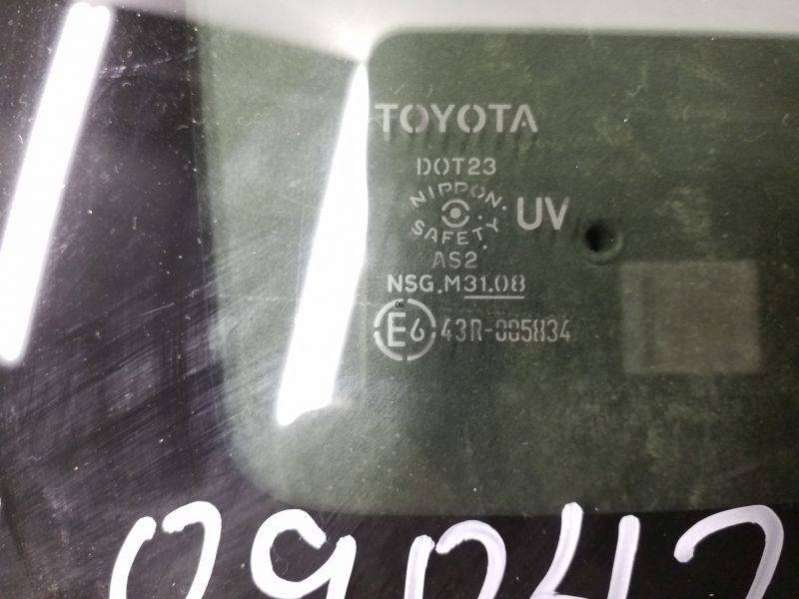 TOYOTA
DOT23
NIPPON.
SAFETY.
UV
AS2
NSG.M31.08
E6 43R-005834
09042